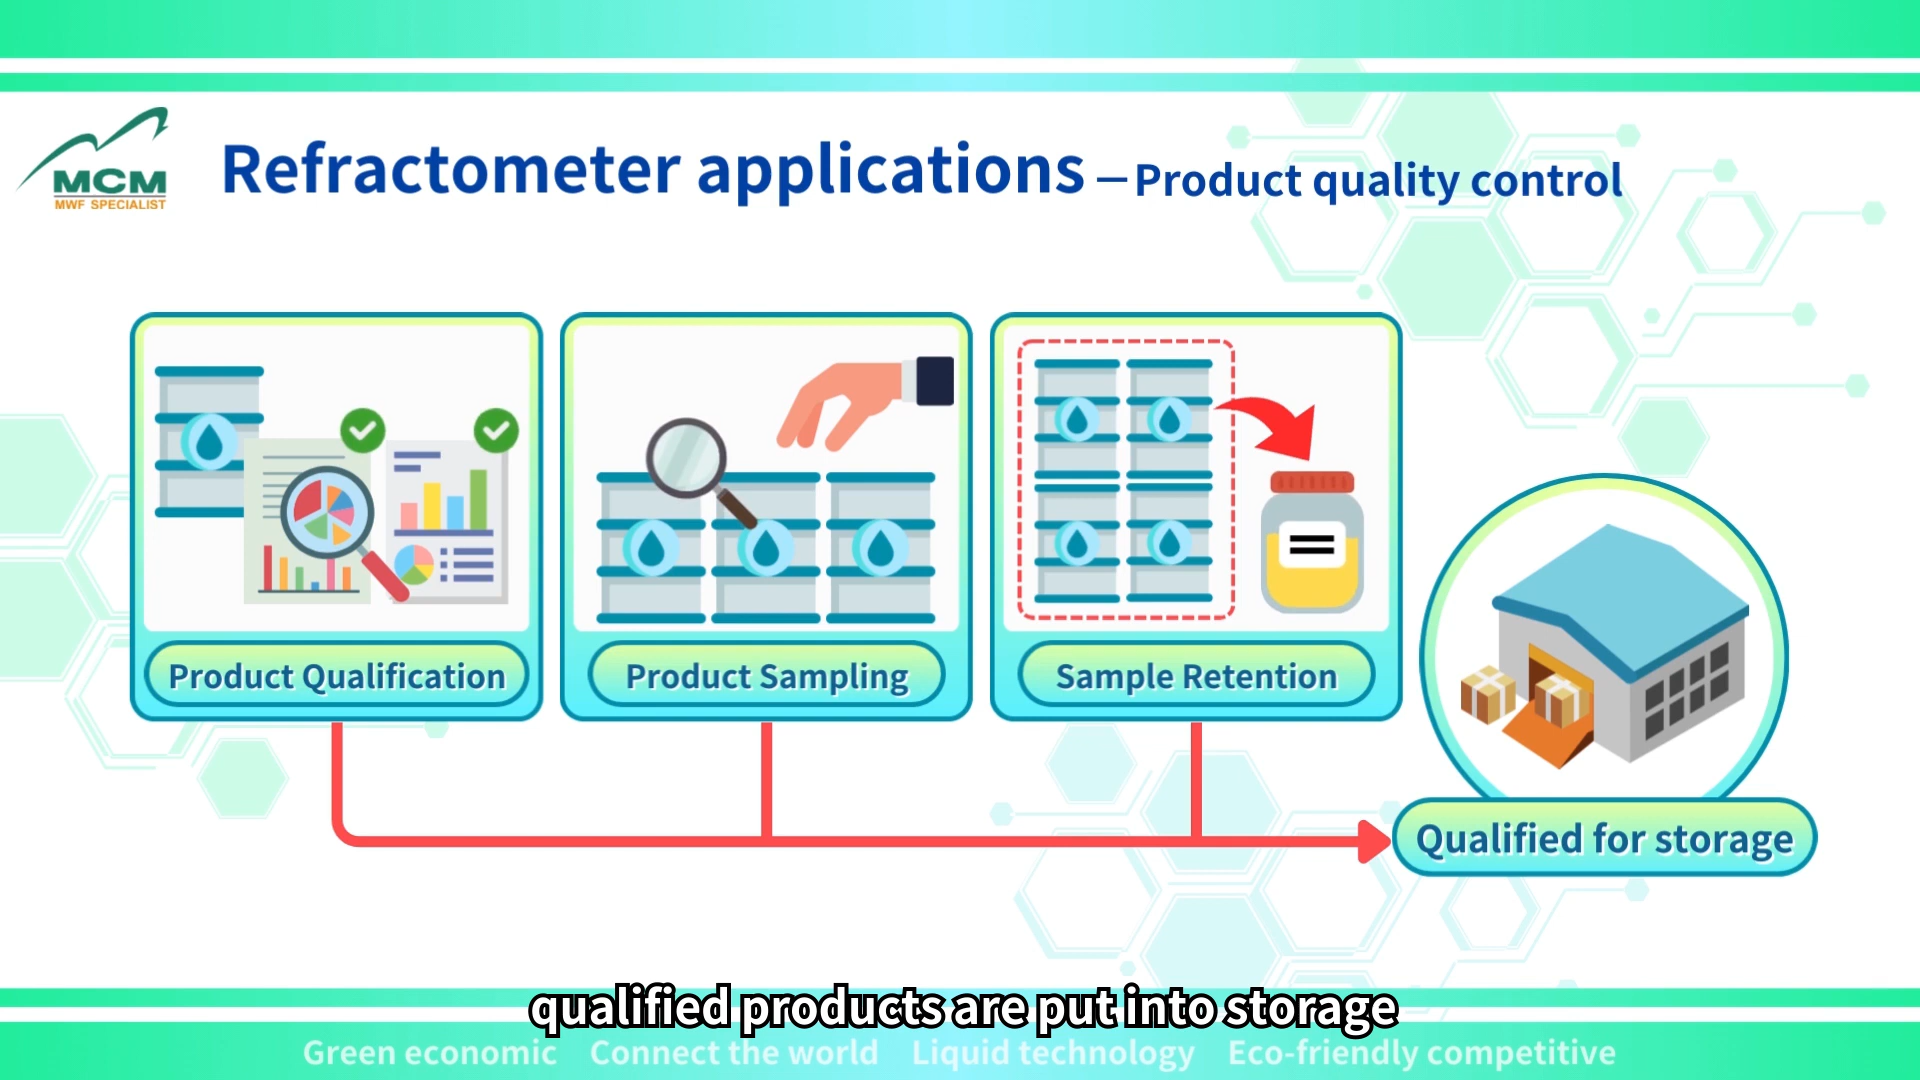 MCM
MWF SPECIALIST
Refractometer applications – Product quality control
Product Qualification
Product Sampling
Sample Retention
Qualified for storage
qualified products are put into storage
Green economic Connect the world Liquid technology Eco-friendly competitive